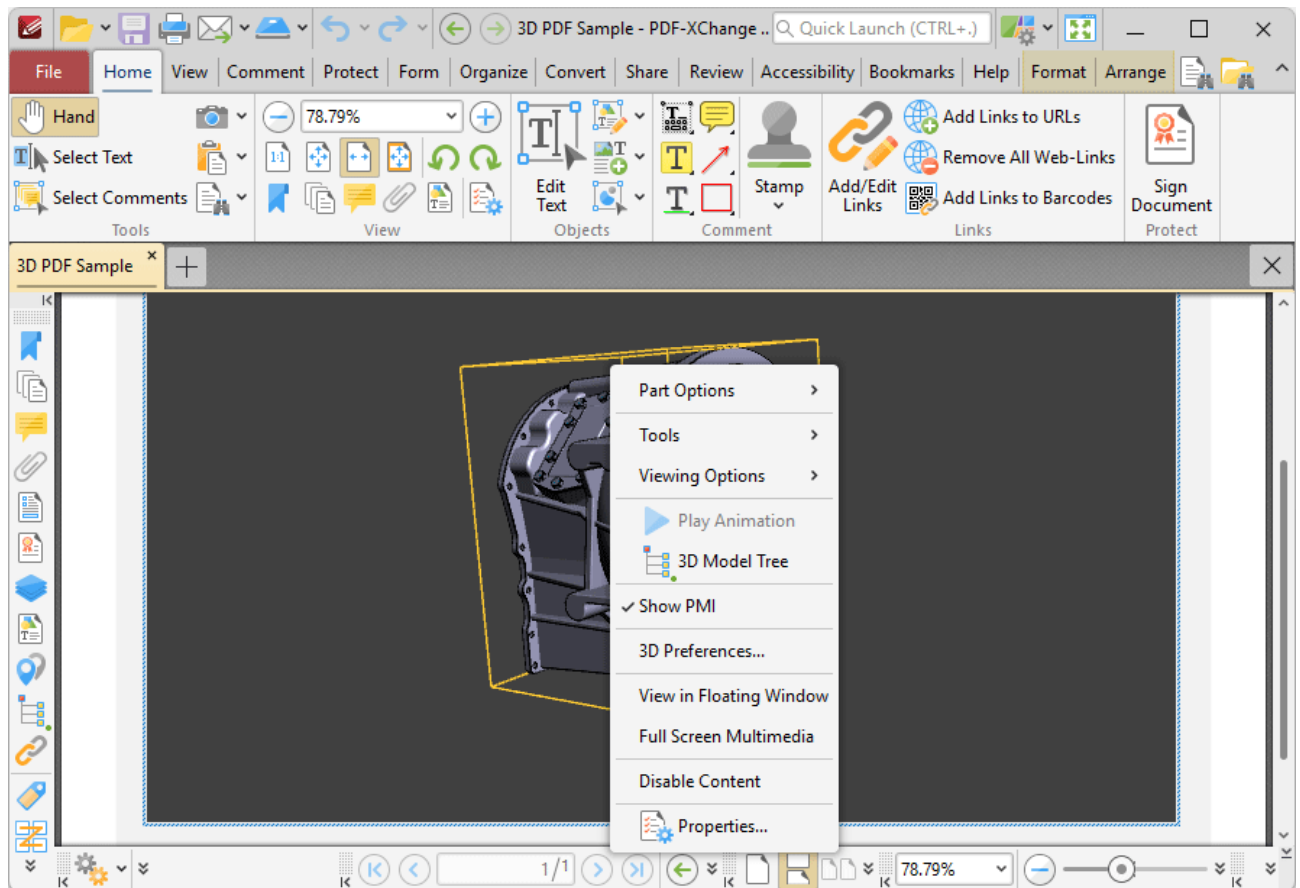 3D PDF Sample - PDF-XChange ..
Quick Launch (CTRL+.)
File Home View Comment Protect Form Organize Convert Share Review Accessibility Bookmarks Help Format Arrange
Hand
78.79%
Add Links to URLs
Select Text
1:1
Remove All Web-Links
Select Comments
Edit
Text
Stamp
Add/Edit
Links
Add Links to Barcodes
Sign
Document
Tools View Objects Comment Links Protect
3D PDF Sample
Part Options
Tools
Viewing Options
Play Animation
3D Model Tree
Show PMI
3D Preferences...
View in Floating Window
Full Screen Multimedia
Disable Content
Properties...
1/1
78.79%